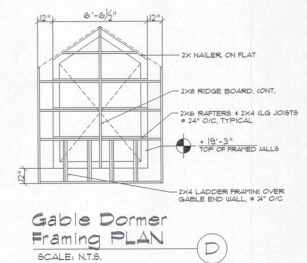 12" 6'-6½" 12"
2X NAILER, ON FLAT
2X8 RIDGE BOARD, CONT.
2X6 RAFTERS & 2X4 CLG JOISTS
@ 24" O/C, TYPICAL
+ 19'-3"
TOP OF FRAMED WALLS
12"
2X4 LADDER FRAMING OVER
GABLE END WALL, @ 24" O/C
Gable Dormer
Framing PLAN
SCALE: N.T.S.
D